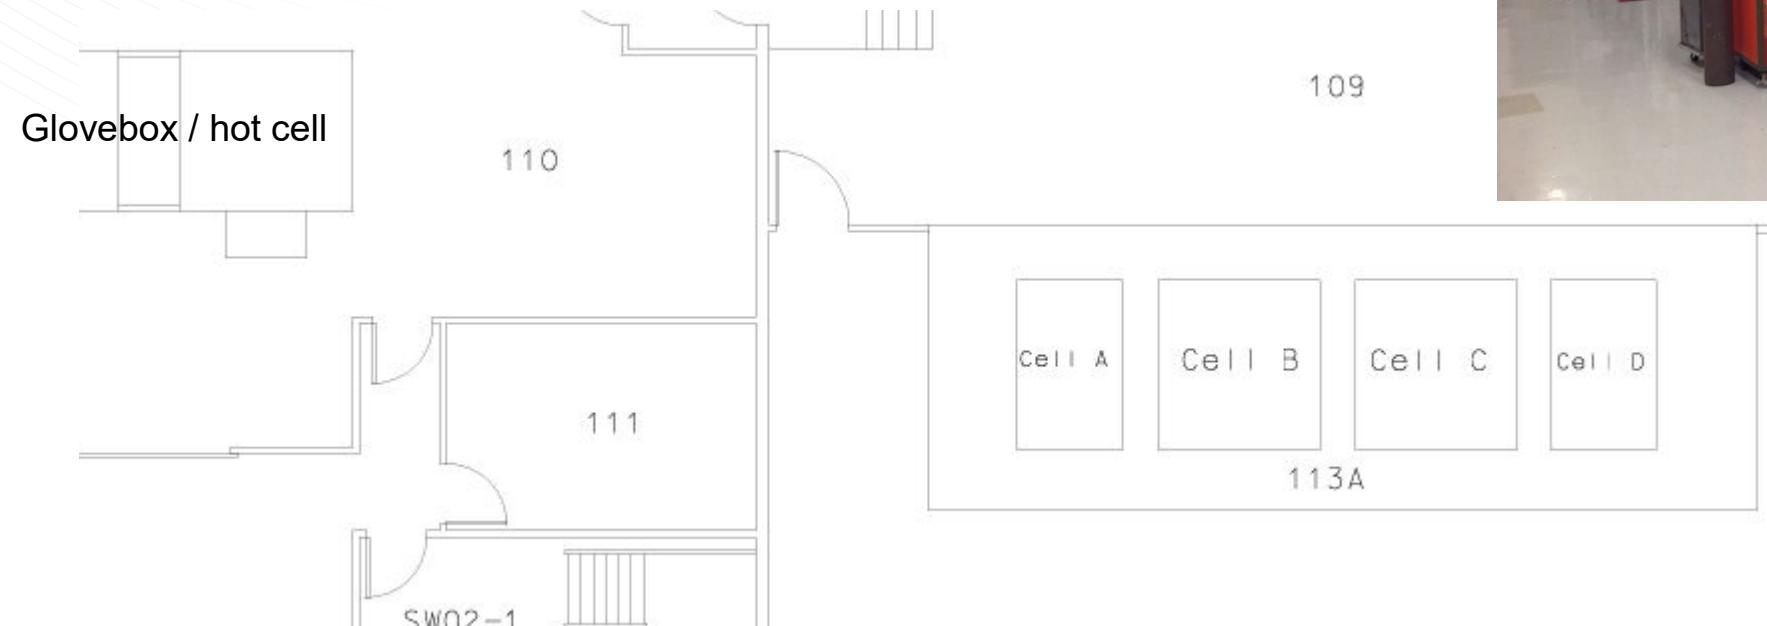 109
Glovebox / hot cell
110
Cell A
Cell B
Cell C
Cell D
111
113A
SW02-1